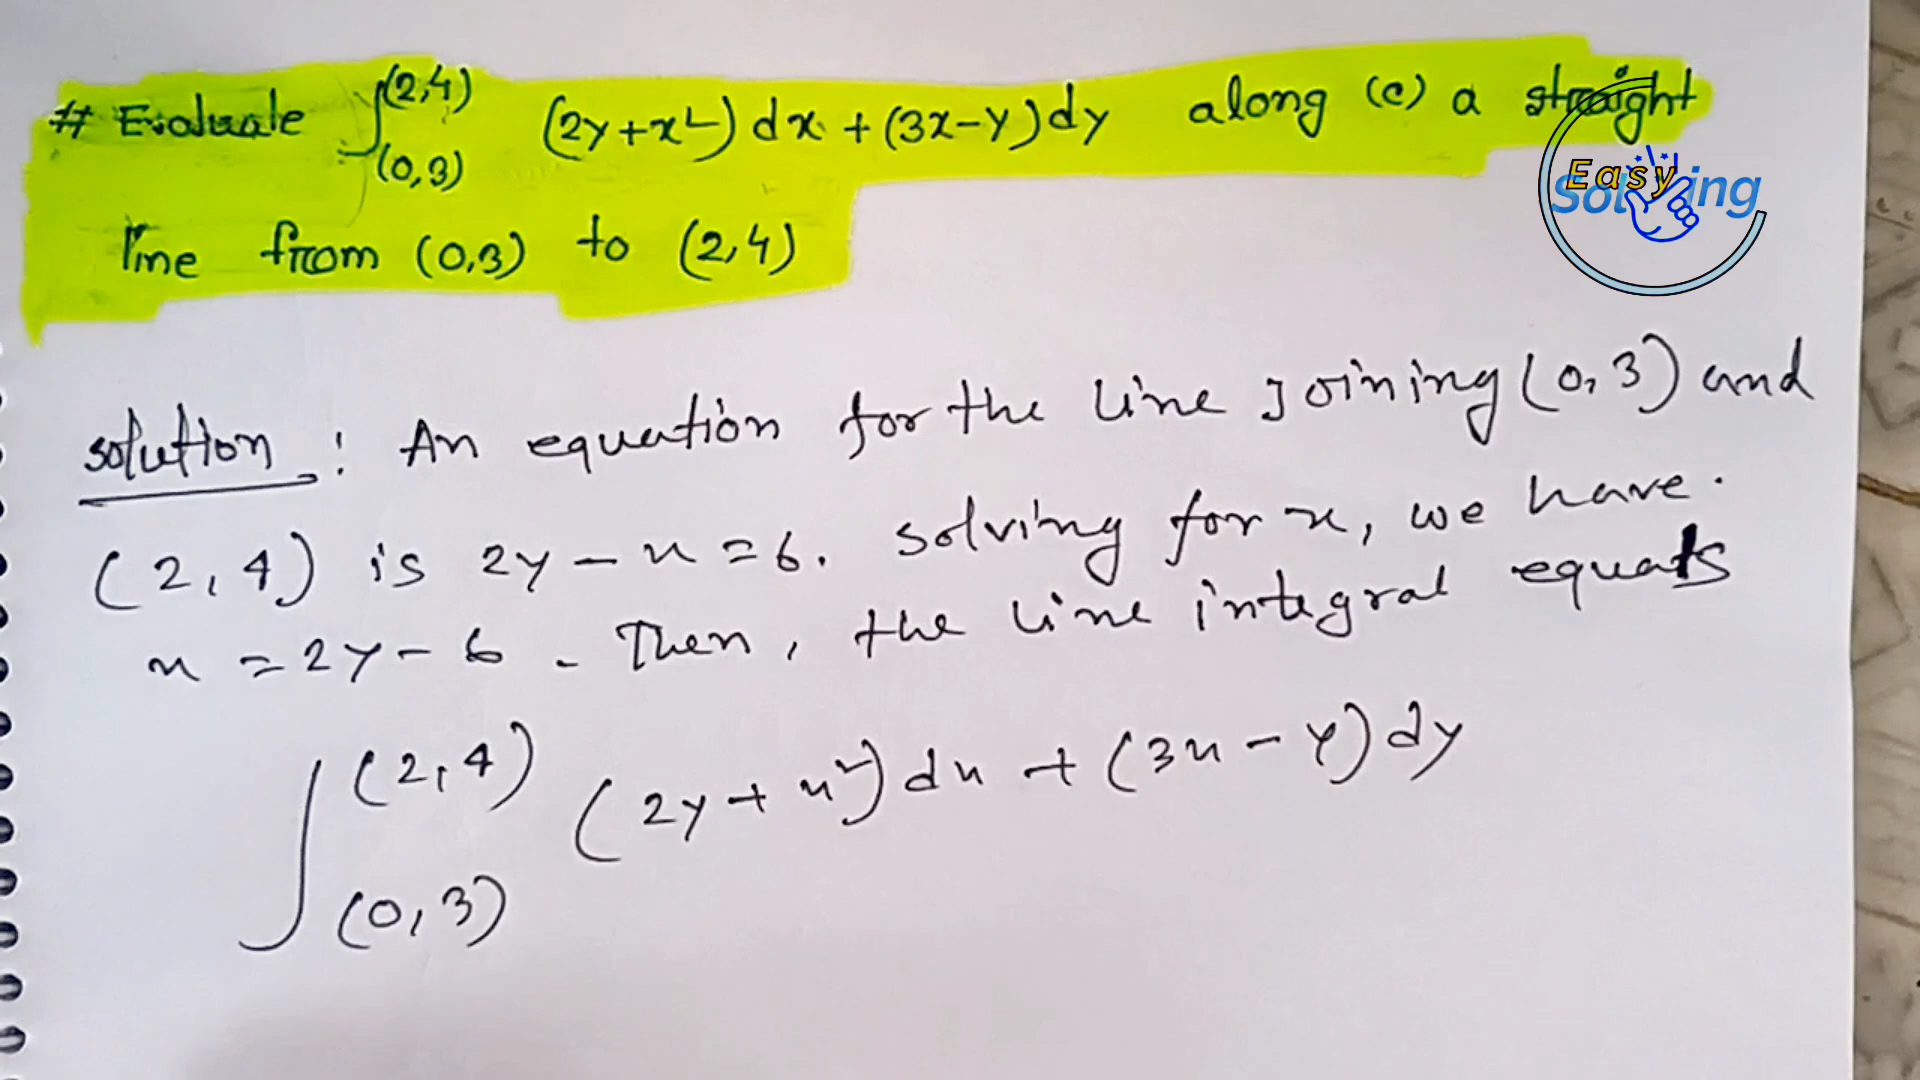 # Evaluate ∫(0,3)^(2,4) (2y+x²)dx+(3x-y)dy along (c) a straight
line from (0,3) to (2,4)
Easy
Solving
solution : An equation for the line Joining (0,3) and
(2,4) is 2y-x=6. solving for x, we have.
x=2y-6. Then, the line integral equals
∫(0,3)^(2,4) (2y+x²)dx+(3x-y)dy